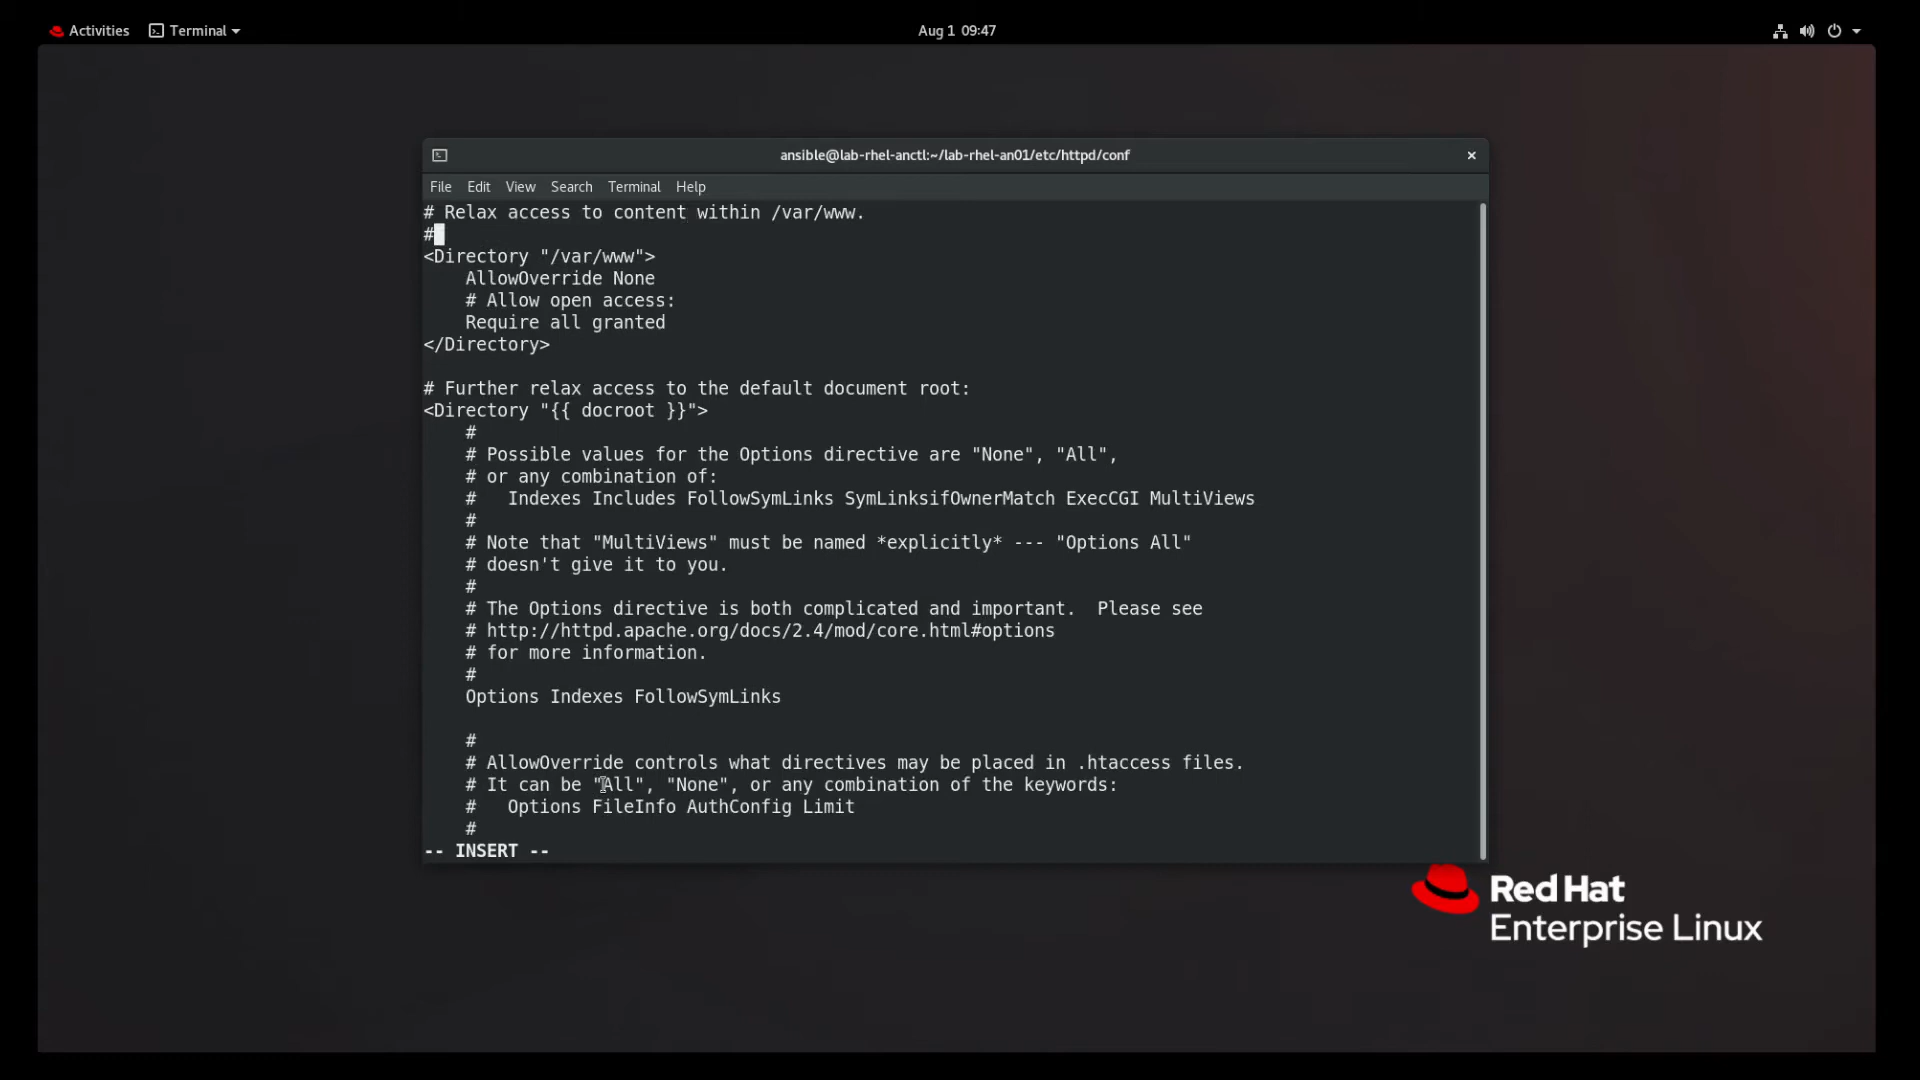 Activities
Terminal
Aug 1 09:47
ansible@lab-rhel-anctl:~/lab-rhel-an01/etc/httpd/conf
File Edit View Search Terminal Help
# Relax access to content within /var/www.
#
<Directory "/var/www">
    AllowOverride None
    # Allow open access:
    Require all granted
</Directory>

# Further relax access to the default document root:
<Directory "{{ docroot }}">
    #
    # Possible values for the Options directive are "None", "All",
    # or any combination of:
    #   Indexes Includes FollowSymLinks SymLinksifOwnerMatch ExecCGI MultiViews
    #
    # Note that "MultiViews" must be named *explicitly* --- "Options All"
    # doesn't give it to you.
    #
    # The Options directive is both complicated and important.  Please see
    # http://httpd.apache.org/docs/2.4/mod/core.html#options
    # for more information.
    #
    Options Indexes FollowSymLinks

    #
    # AllowOverride controls what directives may be placed in .htaccess files.
    # It can be "All", "None", or any combination of the keywords:
    #   Options FileInfo AuthConfig Limit
    #
-- INSERT --
Red Hat
Enterprise Linux